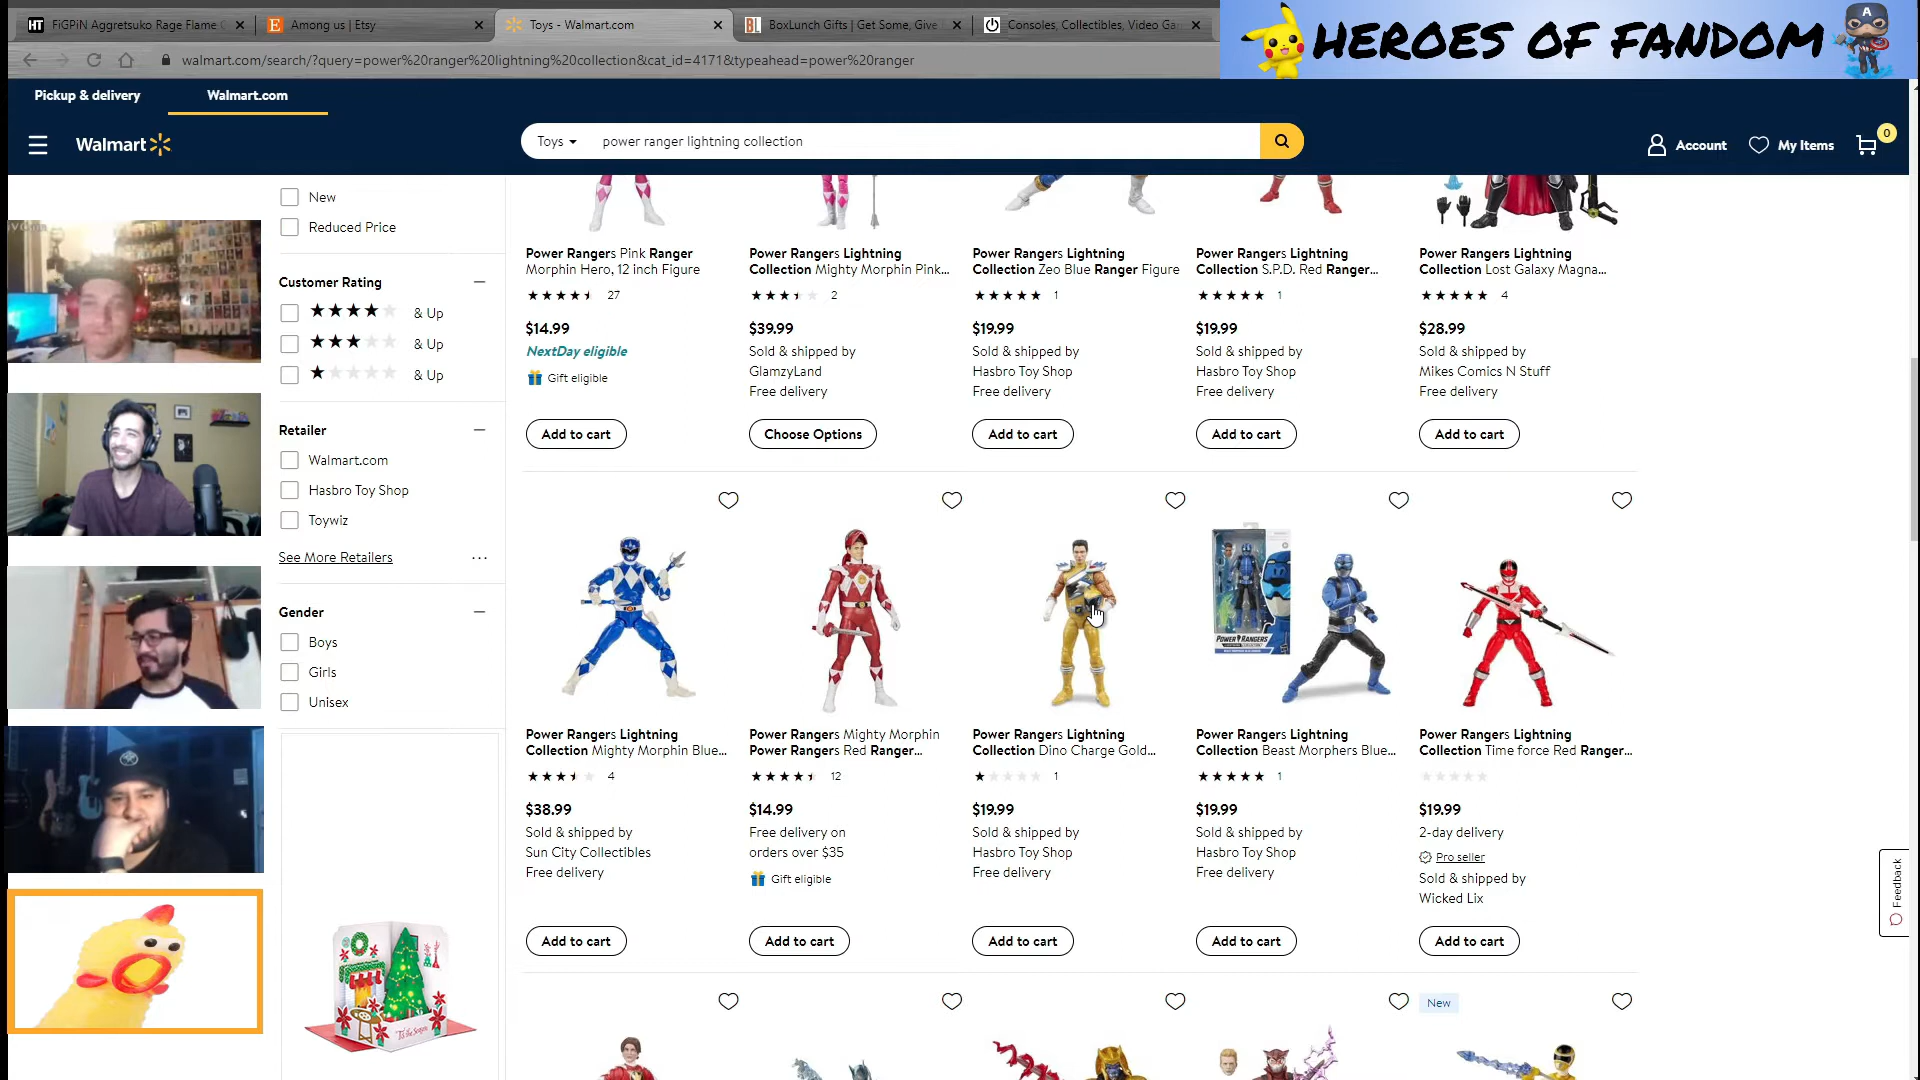 FiGPiN Aggretsuko Rage Flame
Among us | Etsy
Toys - Walmart.com
BoxLunch Gifts | Get Some, Give
Consoles, Collectibles, Video Ga
HEROES OF FANDOM
walmart.com/search/?query=power%20ranger%20lightning%20collection&cat_id=4171&typeahead=power%20ranger
Pickup & delivery
Walmart.com
Walmart
Toys
power ranger lightning collection
Account
My Items
0
New
Reduced Price
Customer Rating
& Up
& Up
& Up
Retailer
Walmart.com
Hasbro Toy Shop
Toywiz
See More Retailers
Gender
Boys
Girls
Unisex
Power Rangers Pink Ranger
Morphin Hero, 12 inch Figure
27
$14.99
NextDay eligible
Gift eligible
Add to cart
Power Rangers Lightning
Collection Mighty Morphin Pink...
2
$39.99
Sold & shipped by
GlamzyLand
Free delivery
Choose Options
Power Rangers Lightning
Collection Zeo Blue Ranger Figure
1
$19.99
Sold & shipped by
Hasbro Toy Shop
Free delivery
Add to cart
Power Rangers Lightning
Collection S.P.D. Red Ranger...
1
$19.99
Sold & shipped by
Hasbro Toy Shop
Free delivery
Add to cart
Power Rangers Lightning
Collection Lost Galaxy Magna...
4
$28.99
Sold & shipped by
Mikes Comics N Stuff
Free delivery
Add to cart
Power Rangers Lightning
Collection Mighty Morphin Blue...
4
$38.99
Sold & shipped by
Sun City Collectibles
Free delivery
Add to cart
Power Rangers Mighty Morphin
Power Rangers Red Ranger...
12
$14.99
Free delivery on
orders over $35
Gift eligible
Add to cart
Power Rangers Lightning
Collection Dino Charge Gold...
1
$19.99
Sold & shipped by
Hasbro Toy Shop
Free delivery
Add to cart
POWER RANGERS
Power Rangers Lightning
Collection Beast Morphers Blue...
1
$19.99
Sold & shipped by
Hasbro Toy Shop
Free delivery
Add to cart
Power Rangers Lightning
Collection Time force Red Ranger...
$19.99
2-day delivery
Pro seller
Sold & shipped by
Wicked Lix
Add to cart
New
Feedback